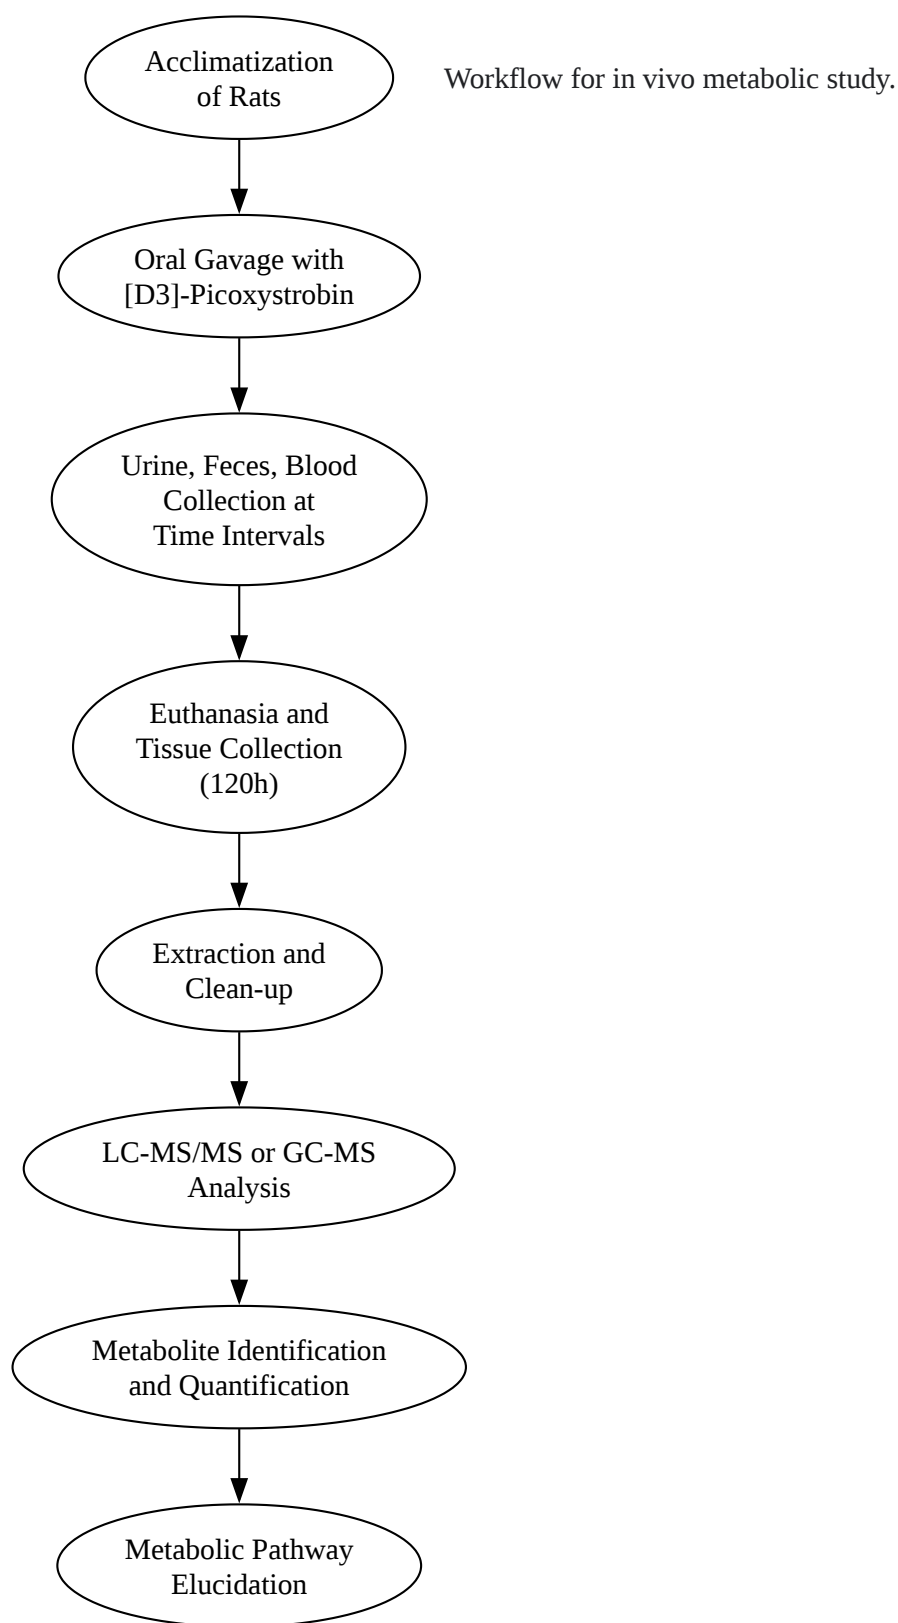 Acclimatization
of Rats
Workflow for in vivo metabolic study.
Oral Gavage with
[D3]-Picoxystrobin
Urine, Feces, Blood
Collection at
Time Intervals
Euthanasia and
Tissue Collection
(120h)
Extraction and
Clean-up
LC-MS/MS or GC-MS
Analysis
Metabolite Identification
and Quantification
Metabolic Pathway
Elucidation